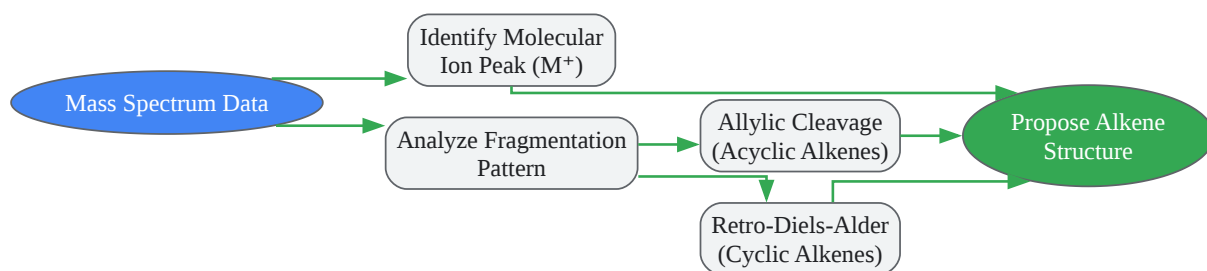 Identify Molecular
Ion Peak (M⁺)
Mass Spectrum Data
Analyze Fragmentation
Pattern
Allylic Cleavage
(Acyclic Alkenes)
Retro-Diels-Alder
(Cyclic Alkenes)
Propose Alkene
Structure